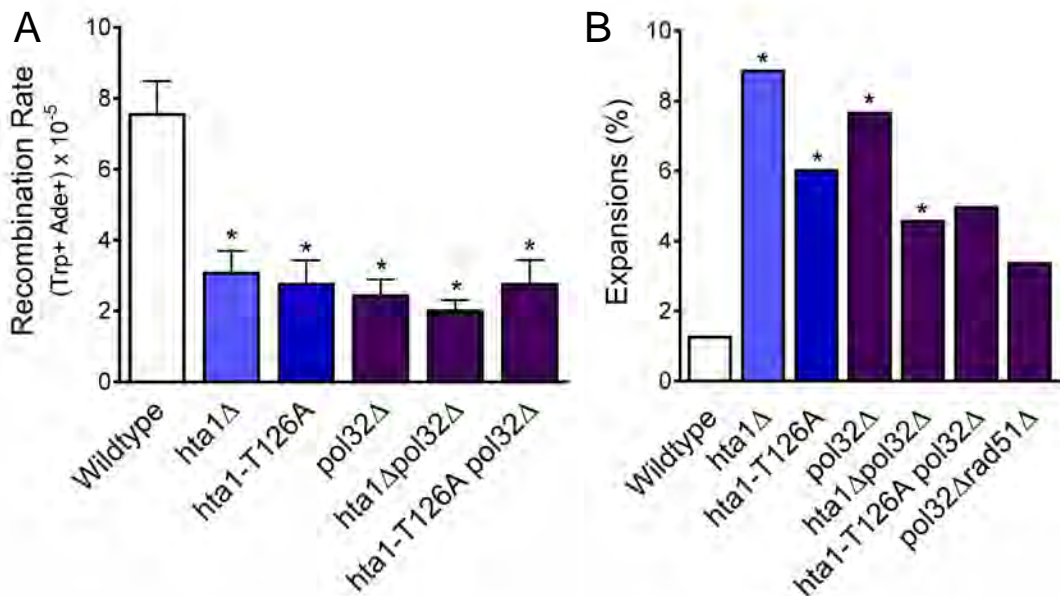 A
Recombination Rate
(Trp+ Ade+) x 10-5
10
8
6
4
2
0
*
*
*
*
*
Wildtype
hta1Δ
hta1-T126A
pol32Δ
hta1Δpol32Δ
hta1-T126A pol32Δ
B
Expansions (%)
10
8
6
4
2
0
*
*
*
*
Wildtype
hta1Δ
hta1-T126A
pol32Δ
hta1Δpol32Δ
hta1-T126A pol32Δ
pol32Δrad51Δ